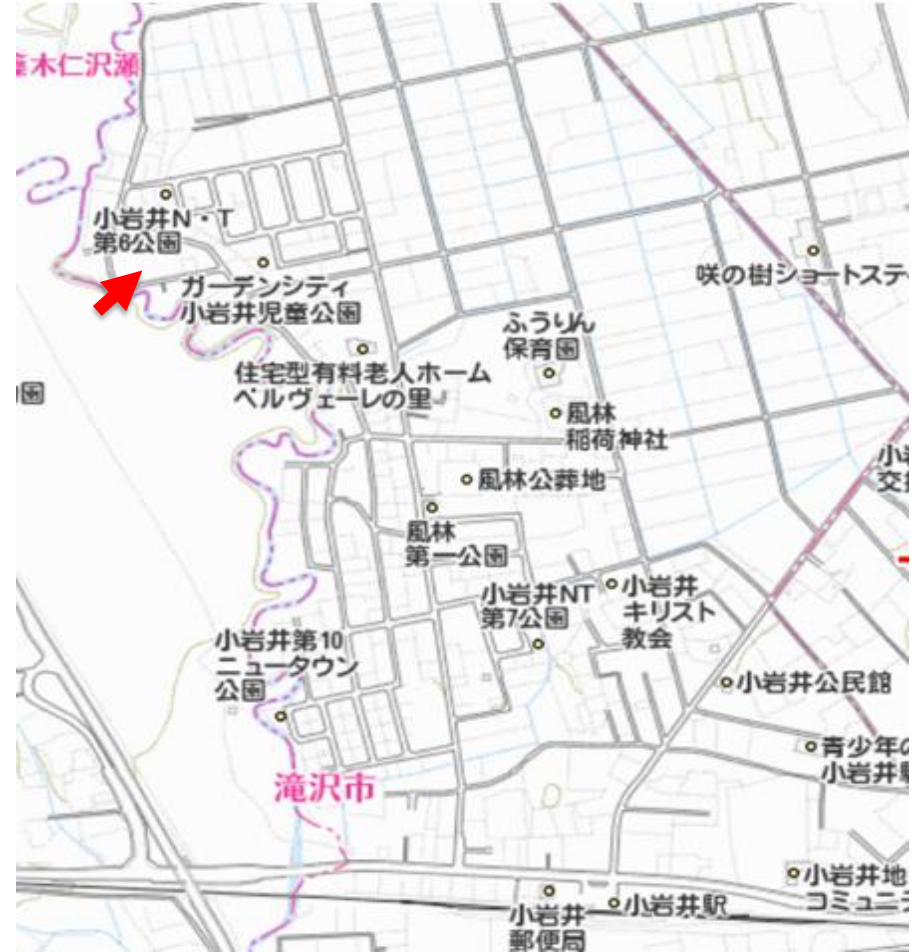 木仁沢瀬
小岩井N・T
第6公園
ガーデンシティ
小岩井児童公園
咲の樹ショートステ
ふうりん
保育園
住宅型有料老人ホーム
ベルヴェーレの里
園
風林
稲荷神社
風林公葬地
風林
第一公園
小岩井NT
第7公園
小岩井
キリスト
教会
小岩井第10
ニュータウン
公園
小岩井公民館
青少年の
小岩井
滝沢市
小岩井地
コミュニ
小岩井
郵便局
小岩井駅